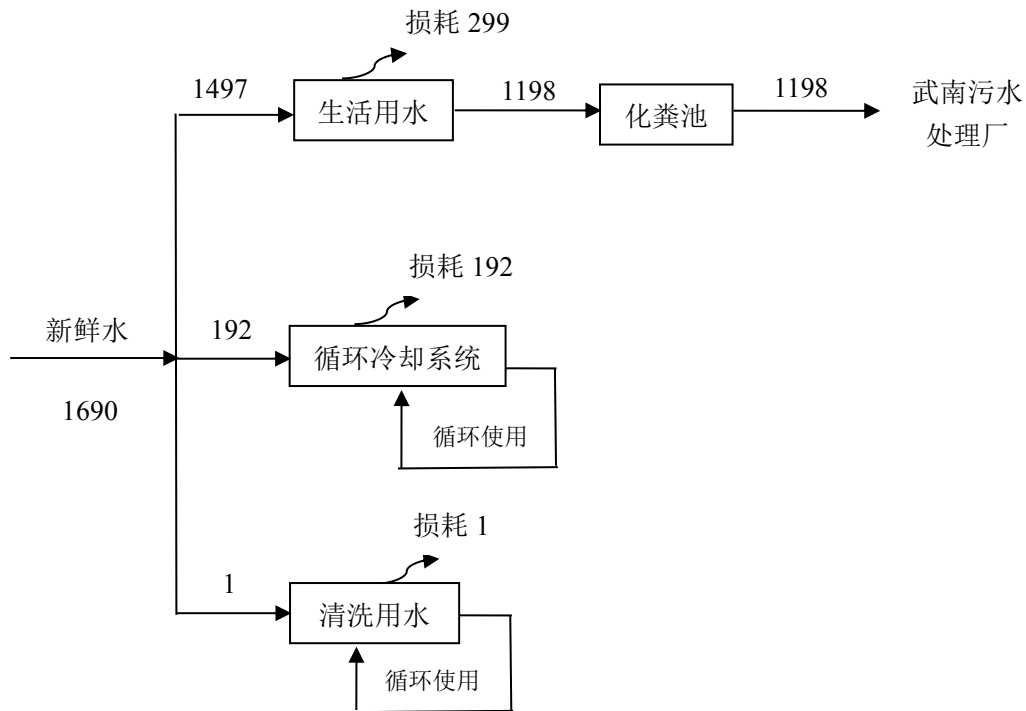 损耗 299
1497
生活用水
1198
化粪池
1198
武南污水
处理厂
损耗 192
新鲜水
192
循环冷却系统
1690
循环使用
损耗 1
1
清洗用水
循环使用